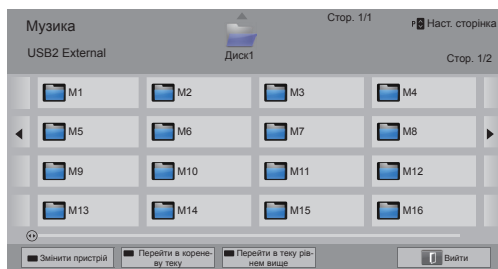 Музика
Стор. 1/1
P Наст. сторінка
USB2 External
Диск1
Стор. 1/2
M1
M2
M3
M4
M5
M6
M7
M8
M9
M10
M11
M12
M13
M14
M15
M16
Змінити пристрій
Перейти в корене-
ву теку
Перейти в теку рів-
нем вище
Вийти